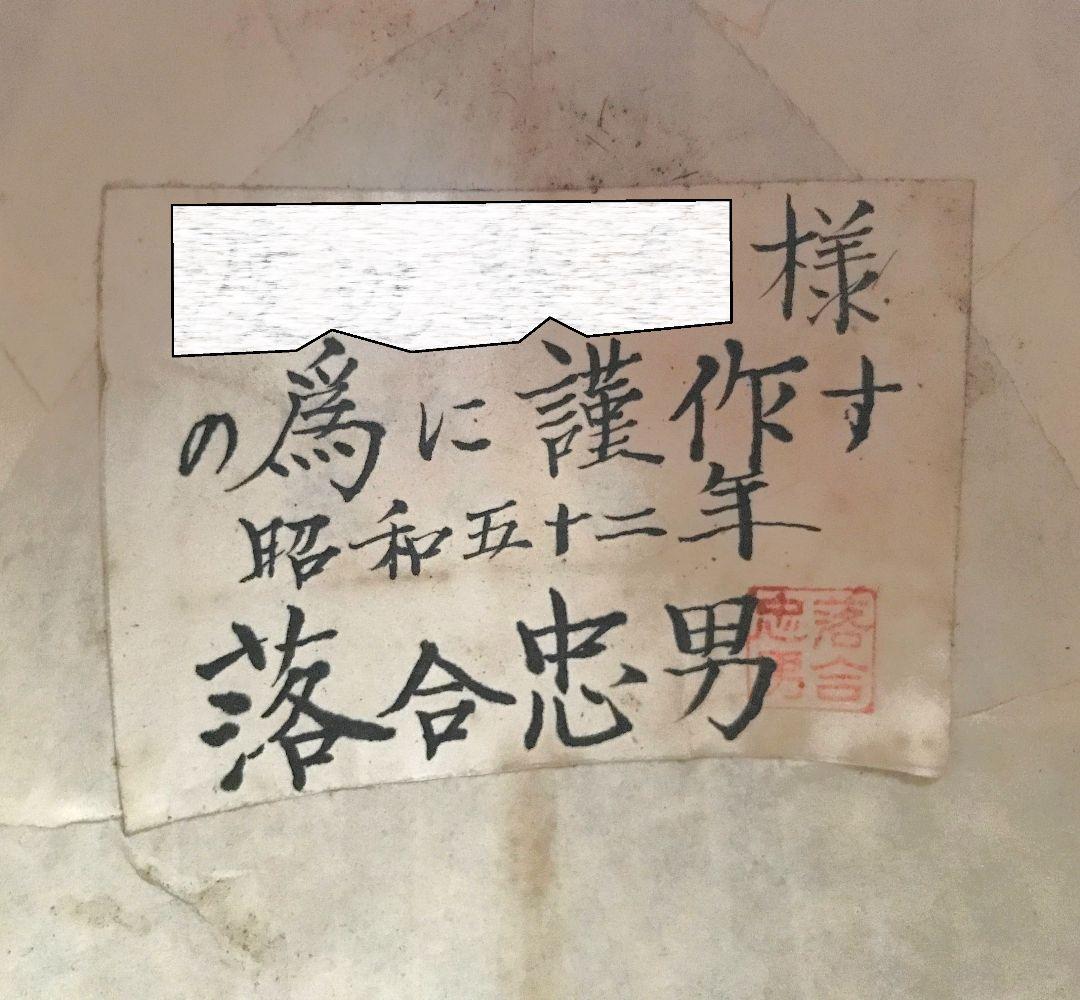 様
の爲に謹作す
昭和五十二年
落合忠男
落合
忠男